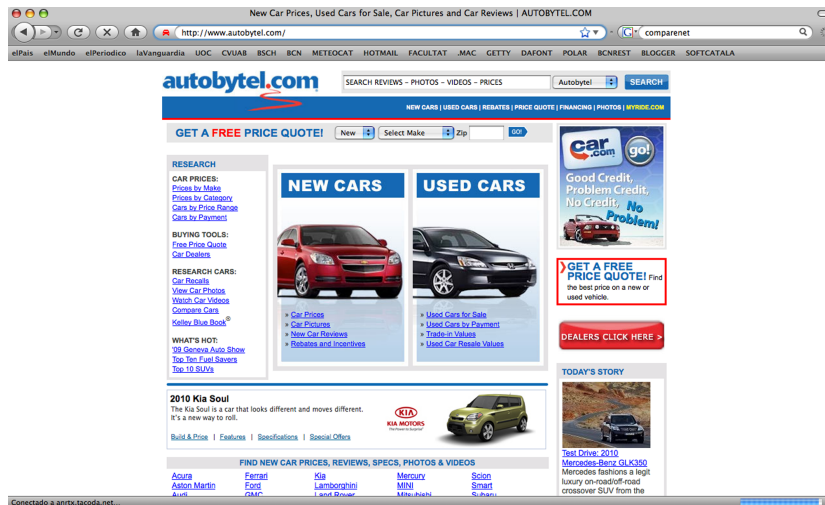 New Car Prices, Used Cars for Sale, Car Pictures and Car Reviews | AUTOBYTEL.COM
http://www.autobytel.com/
comparenet
elPais elMundo elPeriodico laVanguardia UOC CVUAB BSCH BCN METEOCAT HOTMAIL FACULTAT .MAC GETTY DAFONT POLAR BCNREST BLOGGER SOFTCATALA
autobytel.com
SEARCH REVIEWS - PHOTOS - VIDEOS - PRICES
Autobytel
SEARCH
NEW CARS | USED CARS | REBATES | PRICE QUOTE | FINANCING | PHOTOS | MYRIDE.COM
GET A FREE PRICE QUOTE!
New
Select Make
Zip
GO!
RESEARCH
CAR PRICES:
Prices by Make
Prices by Category
Cars by Price Range
Cars by Payment
BUYING TOOLS:
Free Price Quote
Car Dealers
RESEARCH CARS:
Car Recalls
View Car Photos
Watch Car Videos
Compare Cars
Kelley Blue Book®
WHAT'S HOT:
'09 Geneva Auto Show
Top Ten Fuel Savers
Top 10 SUVs
NEW CARS
» Car Prices
» Car Pictures
» New Car Reviews
» Rebates and Incentives
USED CARS
» Used Cars for Sale
» Used Cars by Payment
» Trade-in Values
» Used Car Resale Values
car.com
go!
Good Credit,
Problem Credit,
No Credit, No
Problem!
GET A FREE
PRICE QUOTE! Find
the best price on a new or
used vehicle.
DEALERS CLICK HERE >
TODAY'S STORY
Test Drive: 2010
Mercedes-Benz GLK350
Mercedes fashions a legit
luxury on-road/off-road
crossover SUV from the
2010 Kia Soul
The Kia Soul is a car that looks different and moves different.
It's a new way to roll.
Build & Price | Features | Specifications | Special Offers
KIA
KIA MOTORS
The Power to Surprise
FIND NEW CAR PRICES, REVIEWS, SPECS, PHOTOS & VIDEOS
Acura Ferrari Kia Mercury Scion
Aston Martin Ford Lamborghini MINI Smart
Audi GMC Land Rover Mitsubishi Subaru
Conectado a anrtx.tacoda.net...